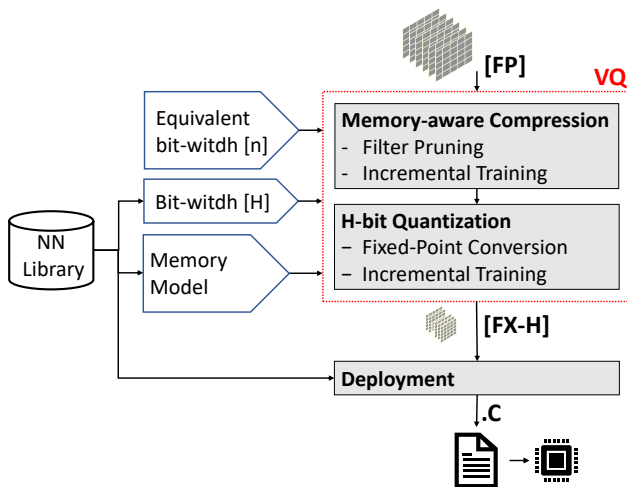 [FP]
VQ
Equivalent
bit-witdh [n]
Memory-aware Compression
- Filter Pruning
- Incremental Training
Bit-witdh [H]
H-bit Quantization
– Fixed-Point Conversion
– Incremental Training
NN
Library
Memory
Model
[FX-H]
Deployment
.C